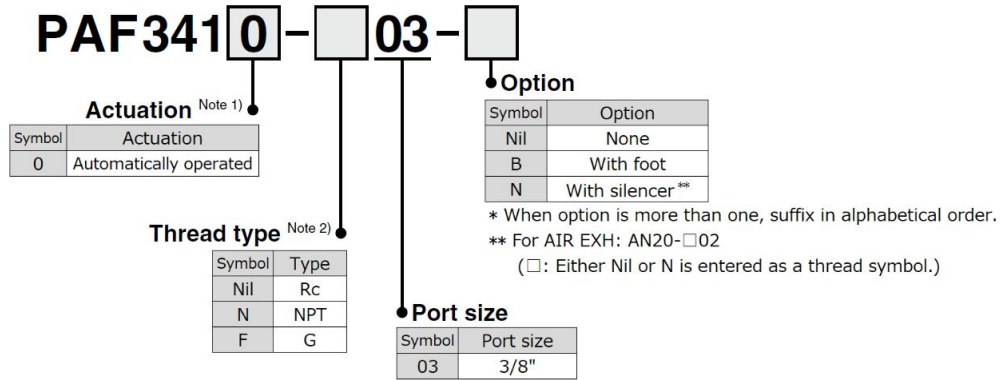 PAF3410-□03-□
Option
Symbol Option
Nil None
B With foot
N With silencer**
* When option is more than one, suffix in alphabetical order.
** For AIR EXH: AN20-□02
(□: Either Nil or N is entered as a thread symbol.)
Actuation Note 1)
Symbol Actuation
0 Automatically operated
Thread type Note 2)
Symbol Type
Nil Rc
N NPT
F G
Port size
Symbol Port size
03 3/8"